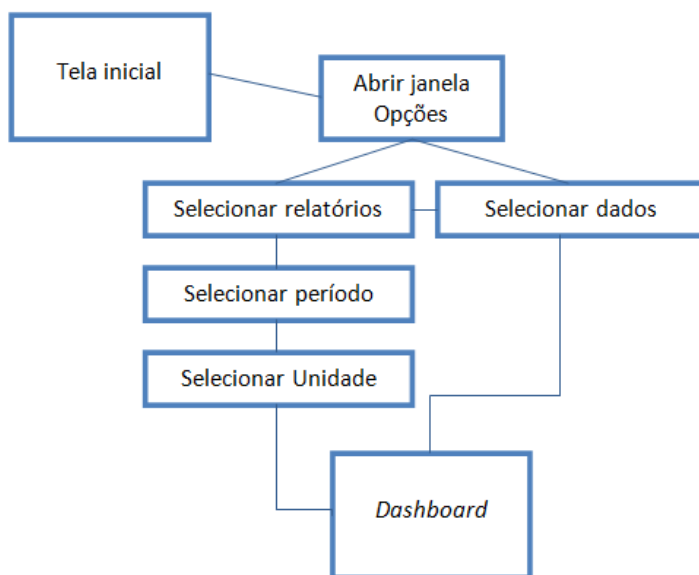 Tela inicial
Abrir janela
Opções
Selecionar relatórios
Selecionar dados
Selecionar período
Selecionar Unidade
Dashboard